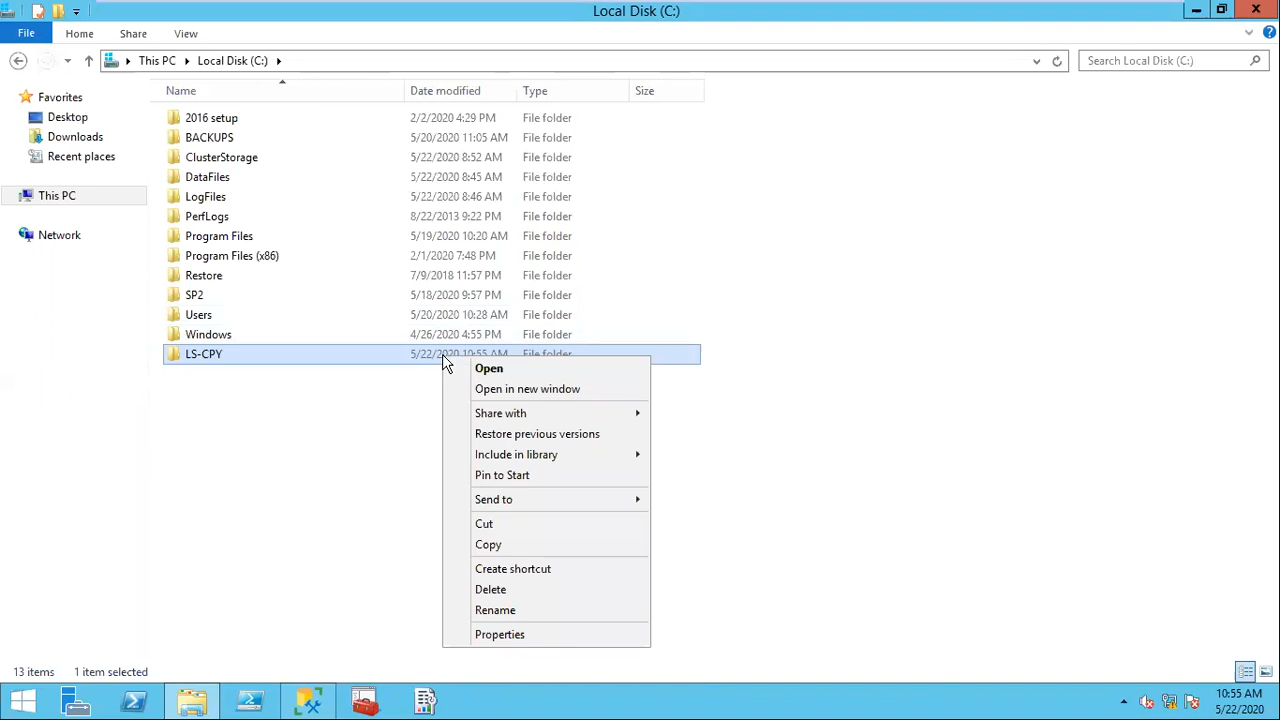 Local Disk (C:)
File Home Share View
This PC Local Disk (C:) Search Local Disk (C:)
Name Date modified Type Size
Favorites
Desktop
Downloads
Recent places
This PC
Network
2016 setup 2/2/2020 4:29 PM File folder
BACKUPS 5/20/2020 11:05 AM File folder
ClusterStorage 5/22/2020 8:52 AM File folder
DataFiles 5/22/2020 8:45 AM File folder
LogFiles 5/22/2020 8:46 AM File folder
PerfLogs 8/22/2013 9:22 PM File folder
Program Files 5/19/2020 10:20 AM File folder
Program Files (x86) 2/1/2020 7:48 PM File folder
Restore 7/9/2018 11:57 PM File folder
SP2 5/18/2020 9:57 PM File folder
Users 5/20/2020 10:28 AM File folder
Windows 4/26/2020 4:55 PM File folder
LS-CPY 5/22/2020 10:55 AM File folder
Open
Open in new window
Share with
Restore previous versions
Include in library
Pin to Start
Send to
Cut
Copy
Create shortcut
Delete
Rename
Properties
13 items 1 item selected
10:55 AM
5/22/2020